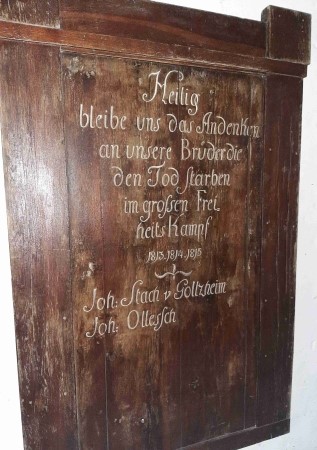 Heilig
bleibe uns das Andenken
an unsere Brüder die
den Tod starben
im großen Frei
heits Kampf
1813.1814.1815
Joh: Stach v Goltzheim
Joh: Ollessch